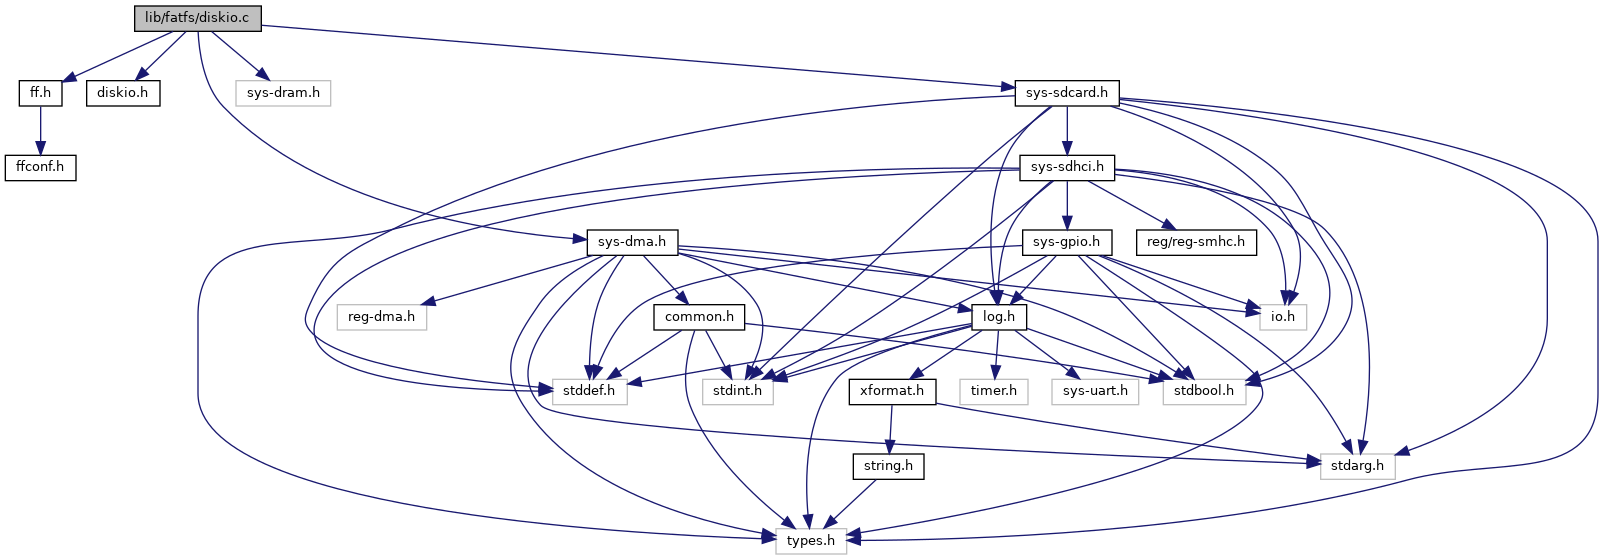 lib/fatfs/diskio.c
ff.h
diskio.h
sys-dram.h
sys-sdcard.h
ffconf.h
sys-sdhci.h
sys-dma.h
sys-gpio.h
reg/reg-smhc.h
reg-dma.h
common.h
log.h
io.h
stddef.h
stdint.h
xformat.h
timer.h
sys-uart.h
stdbool.h
string.h
stdarg.h
types.h